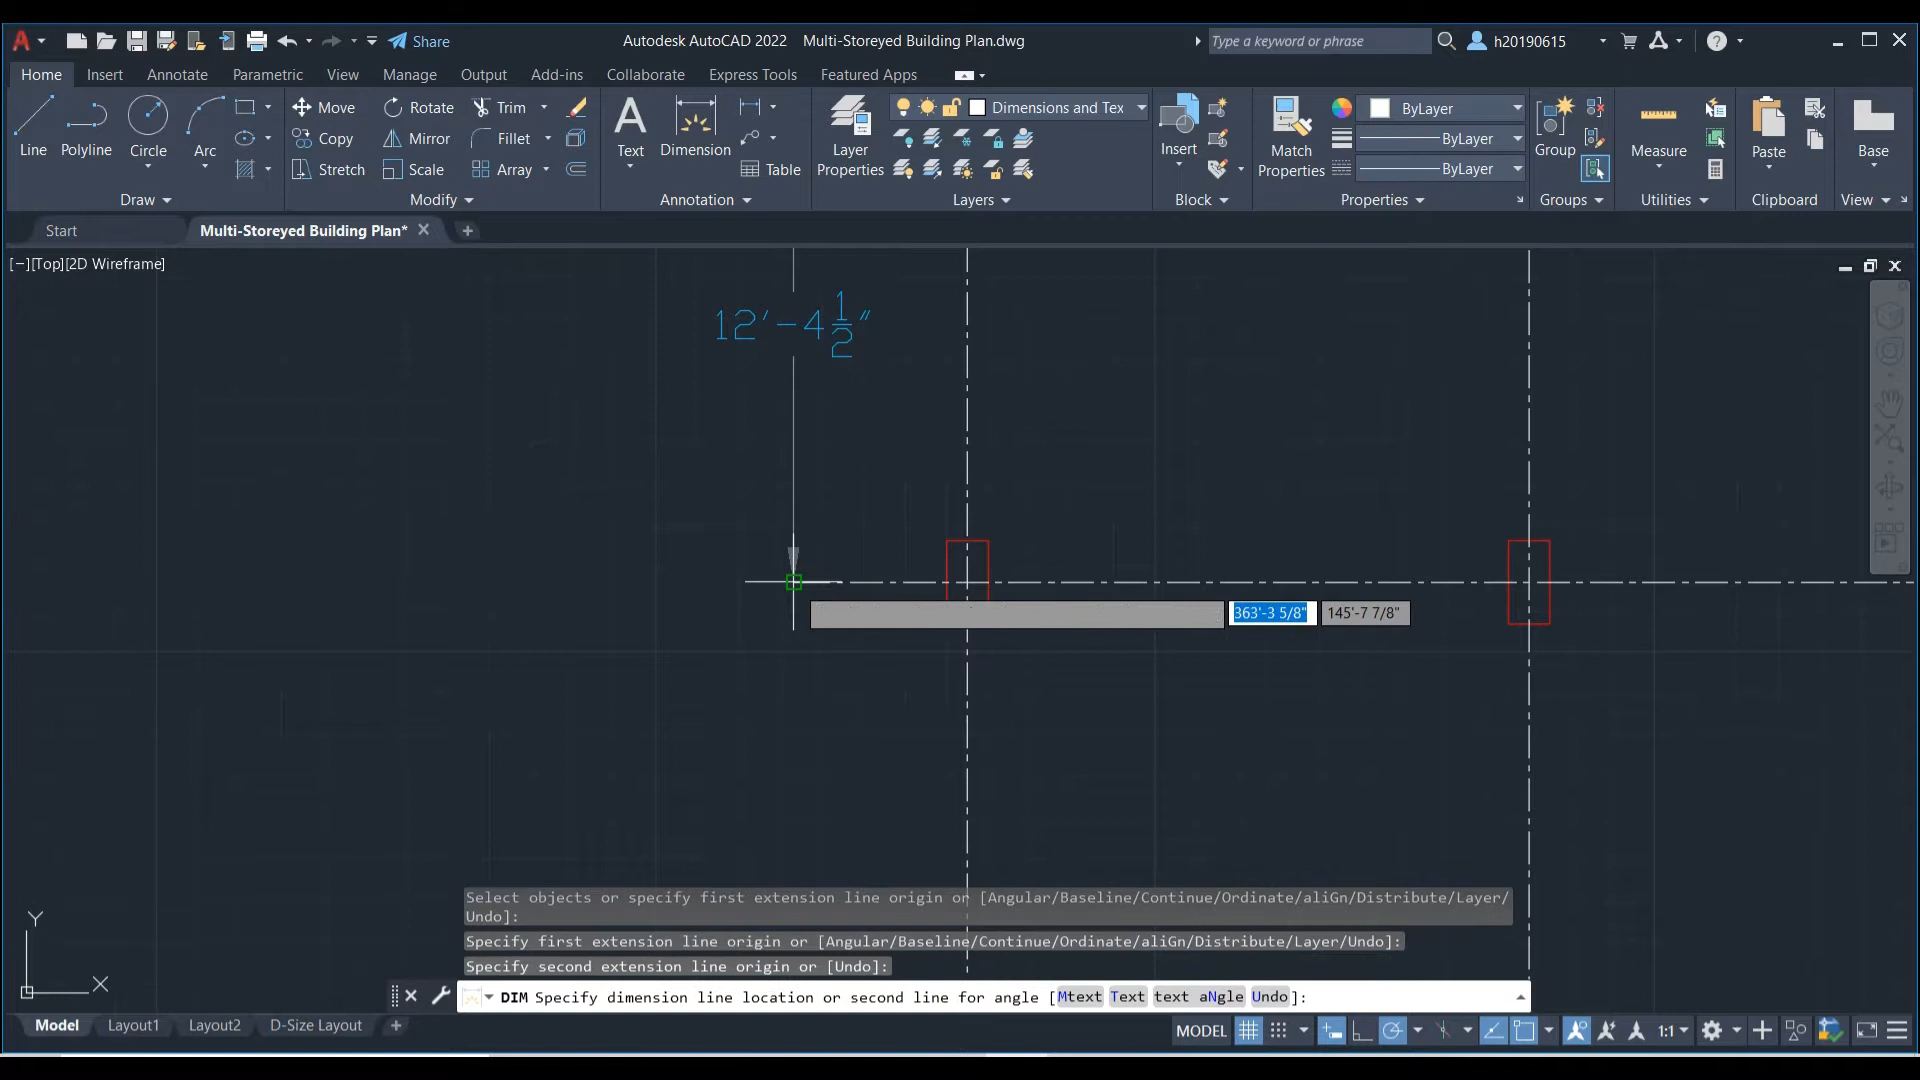 Share
Autodesk AutoCAD 2022 Multi-Storeyed Building Plan.dwg
Type a keyword or phrase
h20190615
Home Insert Annotate Parametric View Manage Output Add-ins Collaborate Express Tools Featured Apps
Line Polyline Circle Arc
Draw
Move Rotate Trim
Copy Mirror Fillet
Stretch Scale Array
Modify
Text Dimension Table
Annotation
Layer Properties
Dimensions and Tex
Layers
Insert
Block
Match Properties
ByLayer
ByLayer
ByLayer
Properties
Group
Groups
Measure
Utilities
Paste
Clipboard
Base
View
Start Multi-Storeyed Building Plan*
[−][Top][2D Wireframe]
12'-4 1/2"
363'-3 5/8" 145'-7 7/8"
Select objects or specify first extension line origin or [Angular/Baseline/Continue/Ordinate/aliGn/Distribute/Layer/
Undo]:
Specify first extension line origin or [Angular/Baseline/Continue/Ordinate/aliGn/Distribute/Layer/Undo]:
Specify second extension line origin or [Undo]:
DIM Specify dimension line location or second line for angle [Mtext Text text aNgle Undo]:
Y
X
Model Layout1 Layout2 D-Size Layout
MODEL 1:1